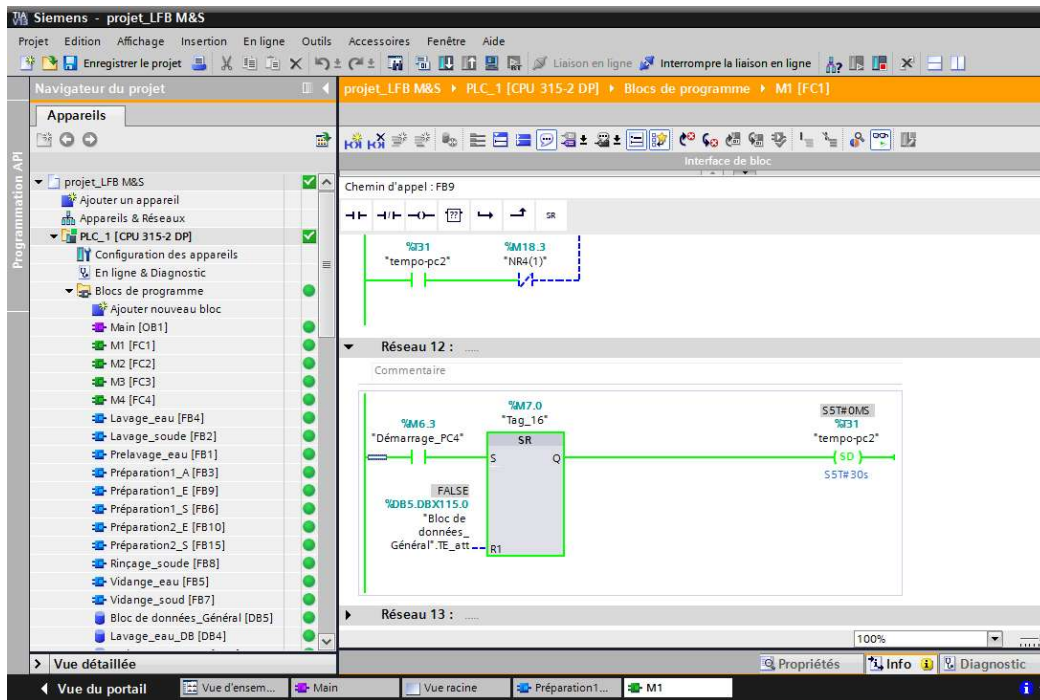 Siemens - projet_LFB M&S
Projet Edition Affichage Insertion En ligne Outils Accessoires Fenêtre Aide
Enregistrer le projet Liaison en ligne Interrompre la liaison en ligne
Navigateur du projet
projet_LFB M&S PLC_1 [CPU 315-2 DP] Blocs de programme M1 [FC1]
Appareils
Interface de bloc
Programmation API
projet_LFB M&S
Ajouter un appareil
Appareils & Réseaux
PLC_1 [CPU 315-2 DP]
Configuration des appareils
En ligne & Diagnostic
Blocs de programme
Ajouter nouveau bloc
Main [OB1]
M1 [FC1]
M2 [FC2]
M3 [FC3]
M4 [FC4]
Lavage_eau [FB4]
Lavage_soude [FB2]
Prelavage_eau [FB1]
Préparation1_A [FB3]
Préparation1_E [FB9]
Préparation1_S [FB6]
Préparation2_E [FB10]
Préparation2_S [FB15]
Rinçage_soude [FB8]
Vidange_eau [FB5]
Vidange_soud [FB7]
Bloc de données_Général [DB5]
Lavage_eau_DB [DB4]
Vue détaillée
Chemin d'appel : FB9
??
SR
%T31
"tempo-pc2"
%M18.3
"NR4(1)"
Réseau 12 : .....
Commentaire
%M6.3
"Démarrage_PC4"
%M7.0
"Tag_16"
SR
S
Q
S5T#0MS
%T31
"tempo-pc2"
SD
S5T#30s
FALSE
%DB5.DBX115.0
"Bloc de
données_
Général".TE_att
R1
Réseau 13 : .....
100%
Propriétés Info Diagnostic
Vue du portail Vue d'ensem... Main Vue racine Préparation1... M1